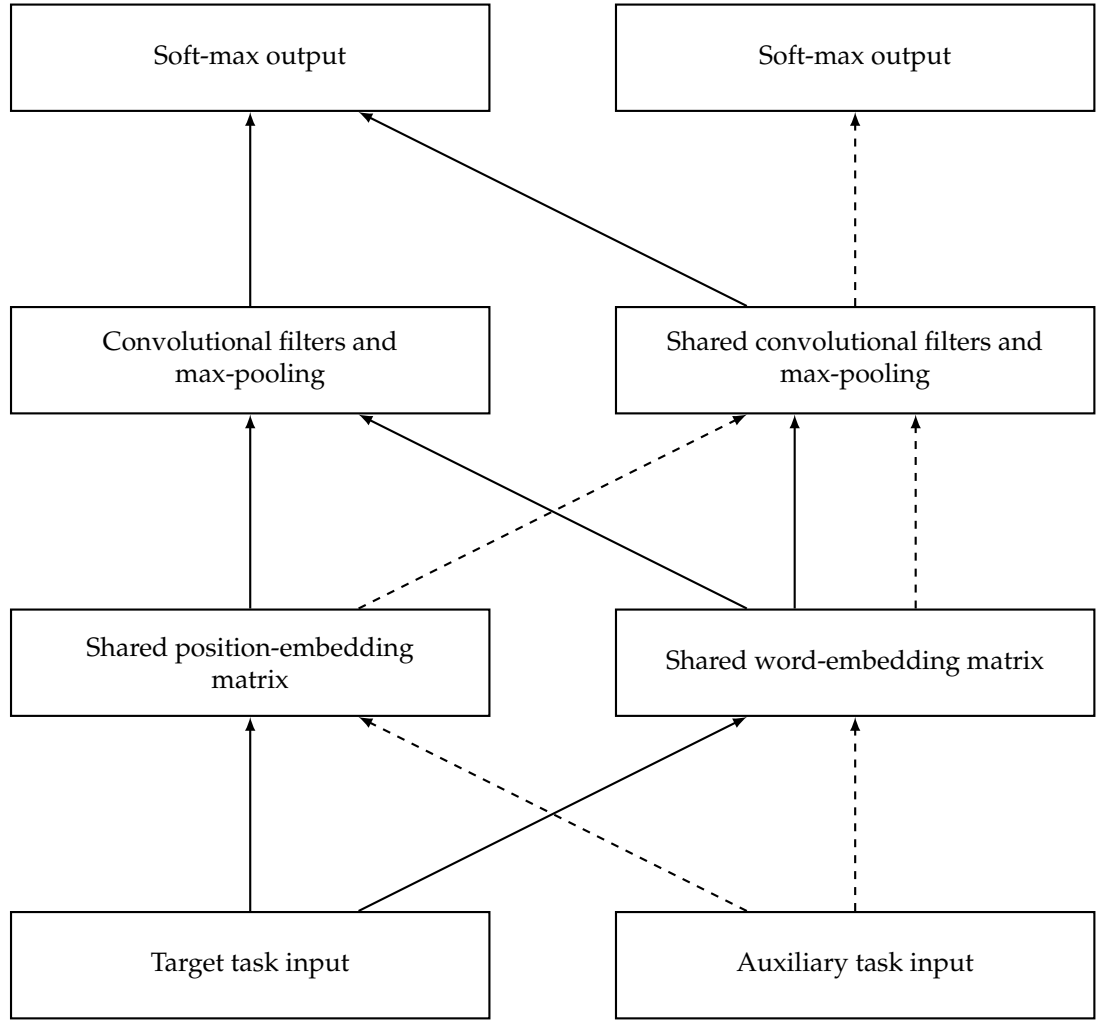 Soft-max output
Soft-max output
Convolutional filters and
max-pooling
Shared convolutional filters and
max-pooling
Shared position-embedding
matrix
Shared word-embedding matrix
Target task input
Auxiliary task input